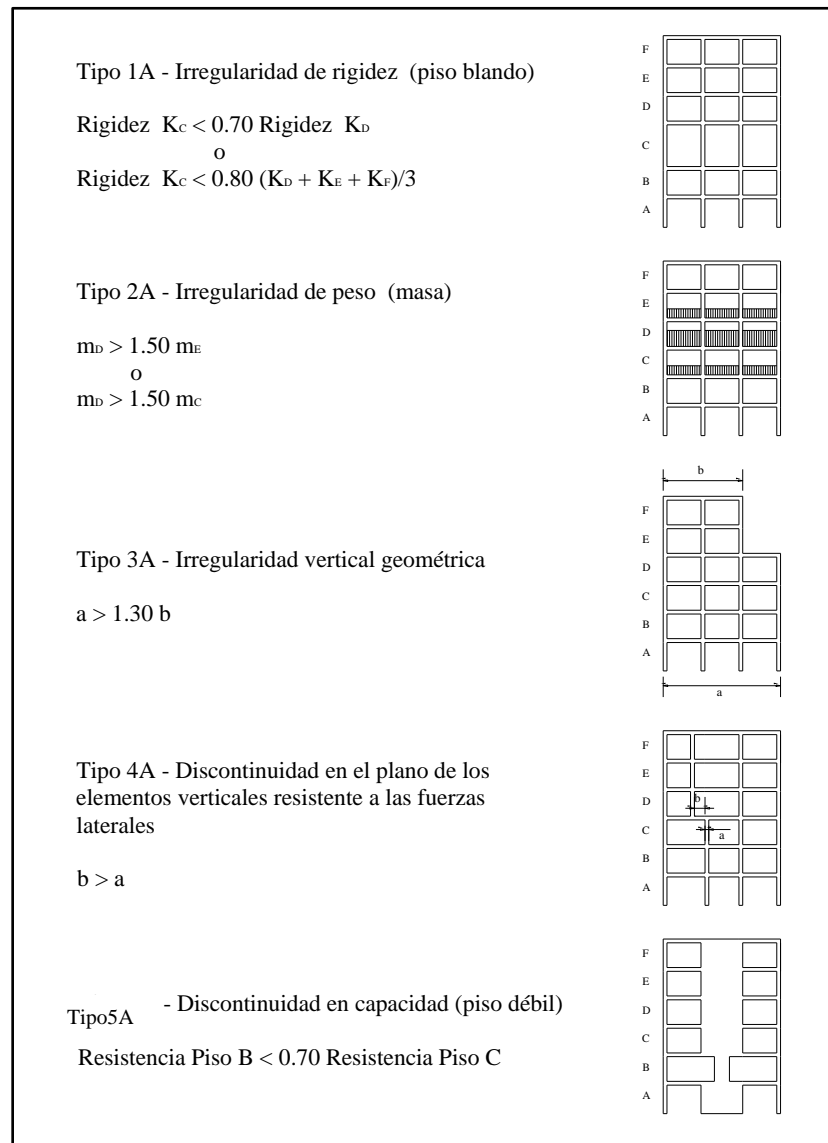 Tipo 1A - Irregularidad de rigidez (piso blando)
Rigidez Kc < 0.70 Rigidez KD
o
Rigidez Kc < 0.80 (KD + KE + KF)/3
F
E
D
C
B
A
Tipo 2A - Irregularidad de peso (masa)
mD > 1.50 mE
o
mD > 1.50 mC
F
E
D
C
B
A
Tipo 3A - Irregularidad vertical geométrica
a > 1.30 b
b
F
E
D
C
B
A
a
Tipo 4A - Discontinuidad en el plano de los
elementos verticales resistente a las fuerzas
laterales
b > a
F
E
D
C
B
A
b
a
Tipo5A - Discontinuidad en capacidad (piso débil)
Resistencia Piso B < 0.70 Resistencia Piso C
F
E
D
C
B
A